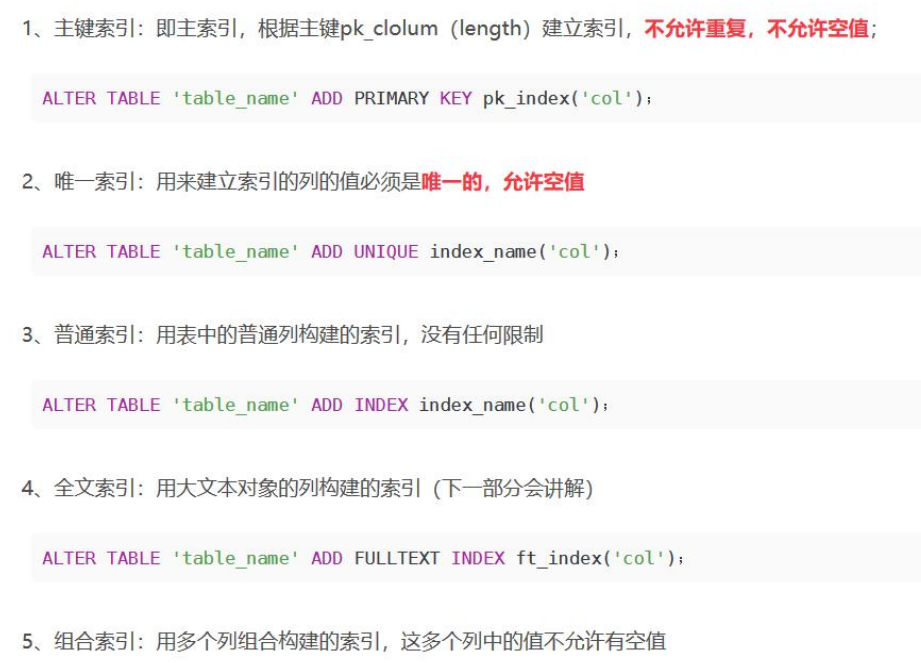 1、主键索引：即主索引，根据主键pk_clolum（length）建立索引，不允许重复，不允许空值；
ALTER TABLE 'table_name' ADD PRIMARY KEY pk_index('col');
2、唯一索引：用来建立索引的列的值必须是唯一的，允许空值
ALTER TABLE 'table_name' ADD UNIQUE index_name('col');
3、普通索引：用表中的普通列构建的索引，没有任何限制
ALTER TABLE 'table_name' ADD INDEX index_name('col');
4、全文索引：用大文本对象的列构建的索引（下一部分会讲解）
ALTER TABLE 'table_name' ADD FULLTEXT INDEX ft_index('col');
5、组合索引：用多个列组合构建的索引，这多个列中的值不允许有空值